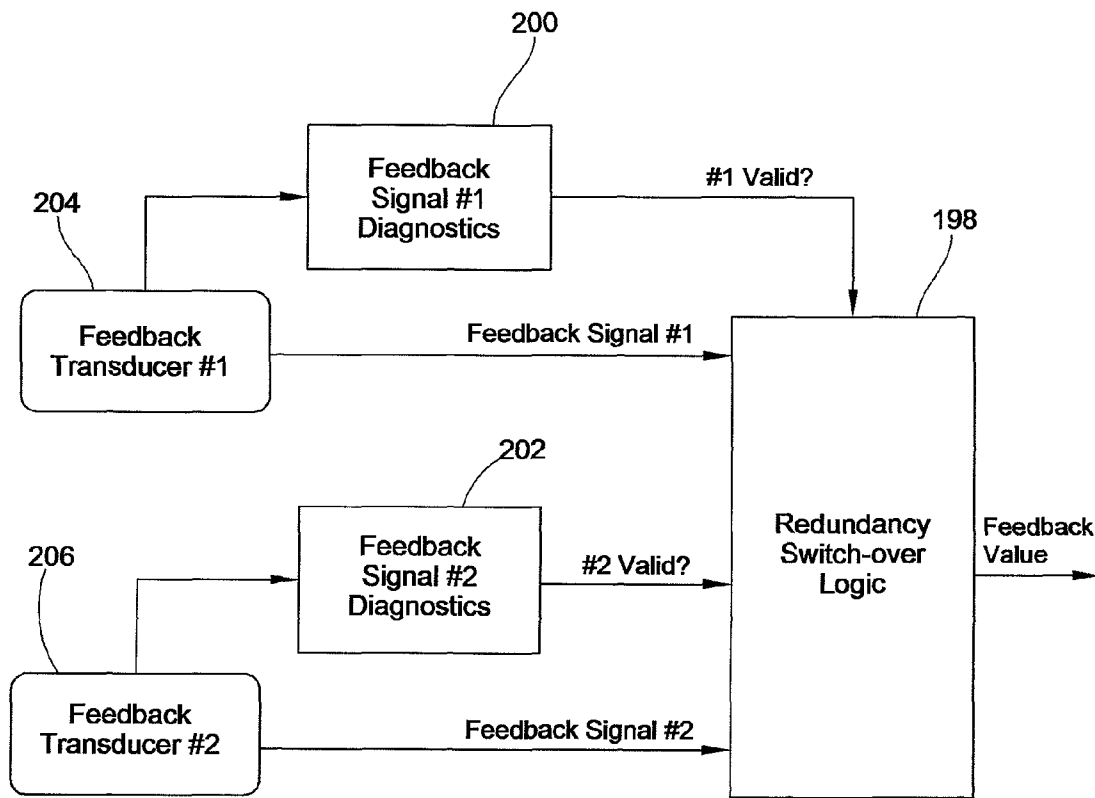 200
Feedback
Signal #1
Diagnostics
#1 Valid?
204
198
Feedback
Transducer #1
Feedback Signal #1
202
Feedback
Signal #2
Diagnostics
#2 Valid?
206
Redundancy
Switch-over
Logic
Feedback
Value
Feedback
Transducer #2
Feedback Signal #2